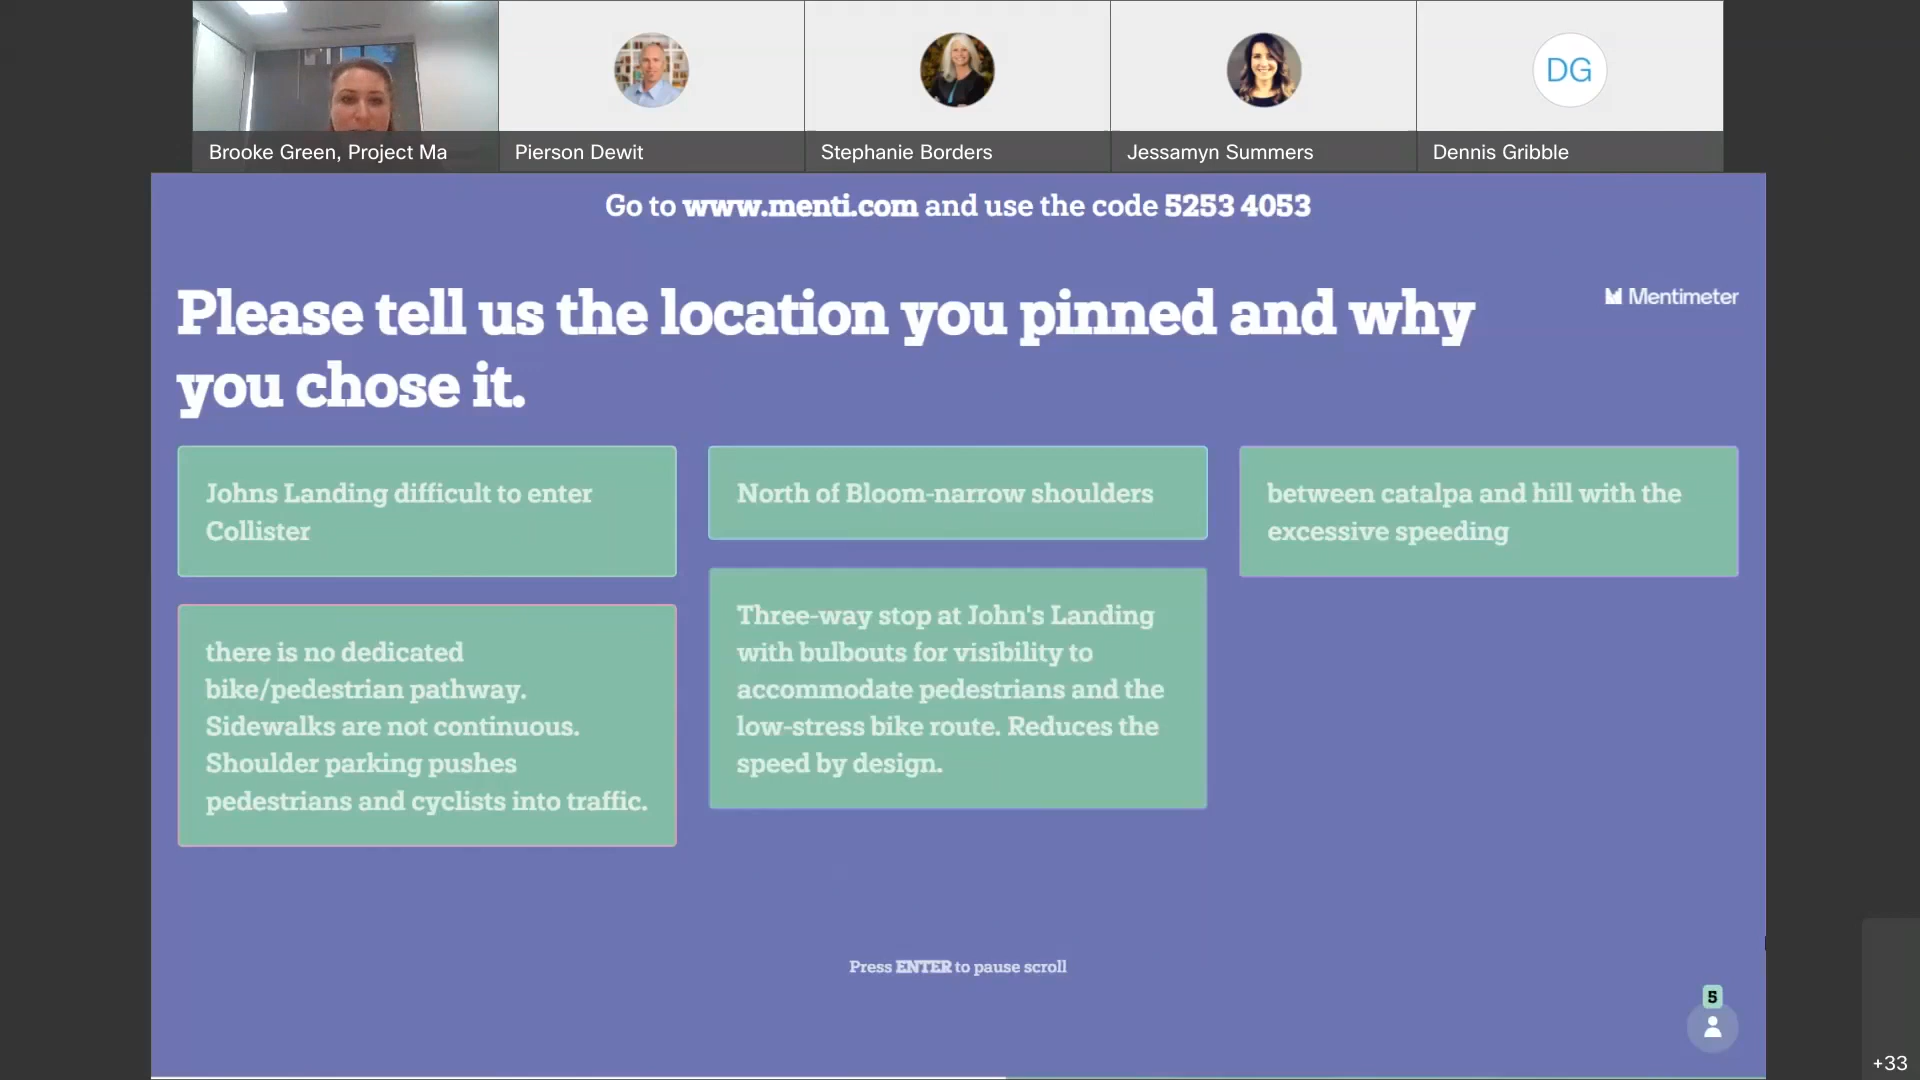 Brooke Green, Project Ma
Pierson Dewit
Stephanie Borders
Jessamyn Summers
DG
Dennis Gribble
Go to www.menti.com and use the code 5253 4053
Please tell us the location you pinned and why
you chose it.
Mentimeter
Johns Landing difficult to enter
Collister
North of Bloom-narrow shoulders
between catalpa and hill with the
excessive speeding
there is no dedicated
bike/pedestrian pathway.
Sidewalks are not continuous.
Shoulder parking pushes
pedestrians and cyclists into traffic.
Three-way stop at John's Landing
with bulbouts for visibility to
accommodate pedestrians and the
low-stress bike route. Reduces the
speed by design.
Press ENTER to pause scroll
5
+33